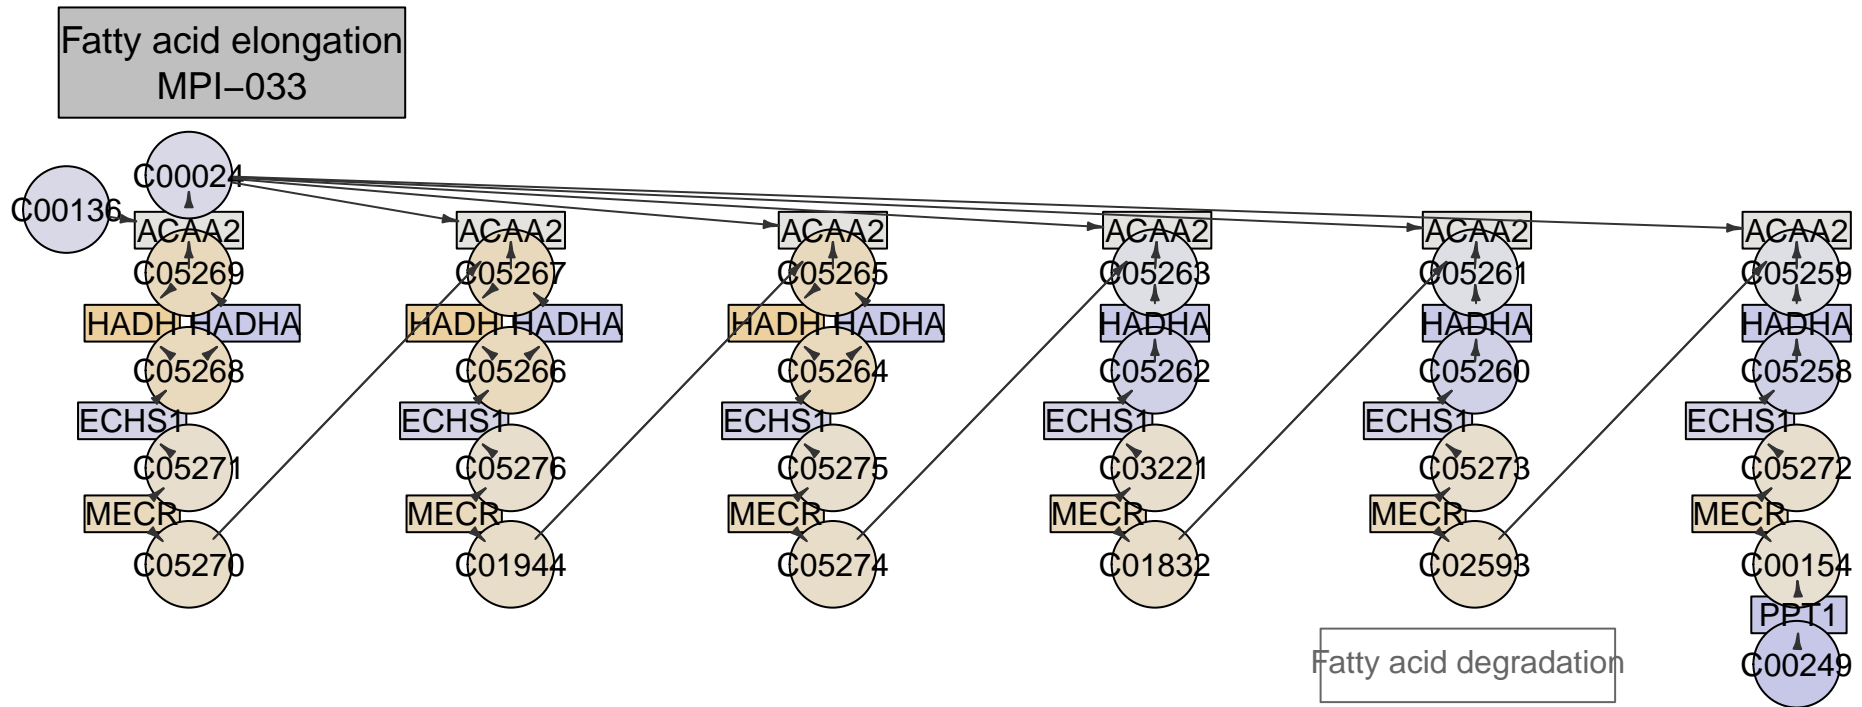 Fatty acid elongation
MPI−033
C00024
C00136
ACAA2 ACAA2 ACAA2 ACAA2 ACAA2 ACAA2
C05269 C05267 C05265 C05263 C05261 C05259
HADH HADHA HADH HADHA HADH HADHA HADHA HADHA HADHA
C05268 C05266 C05264 C05262 C05260 C05258
ECHS1 ECHS1 ECHS1 ECHS1 ECHS1 ECHS1
C05271 C05276 C05275 C03221 C05273 C05272
MECR MECR MECR MECR MECR MECR
C05270 C01944 C05274 C01832 C02593 C00154
PPT1
Fatty acid degradation C00249